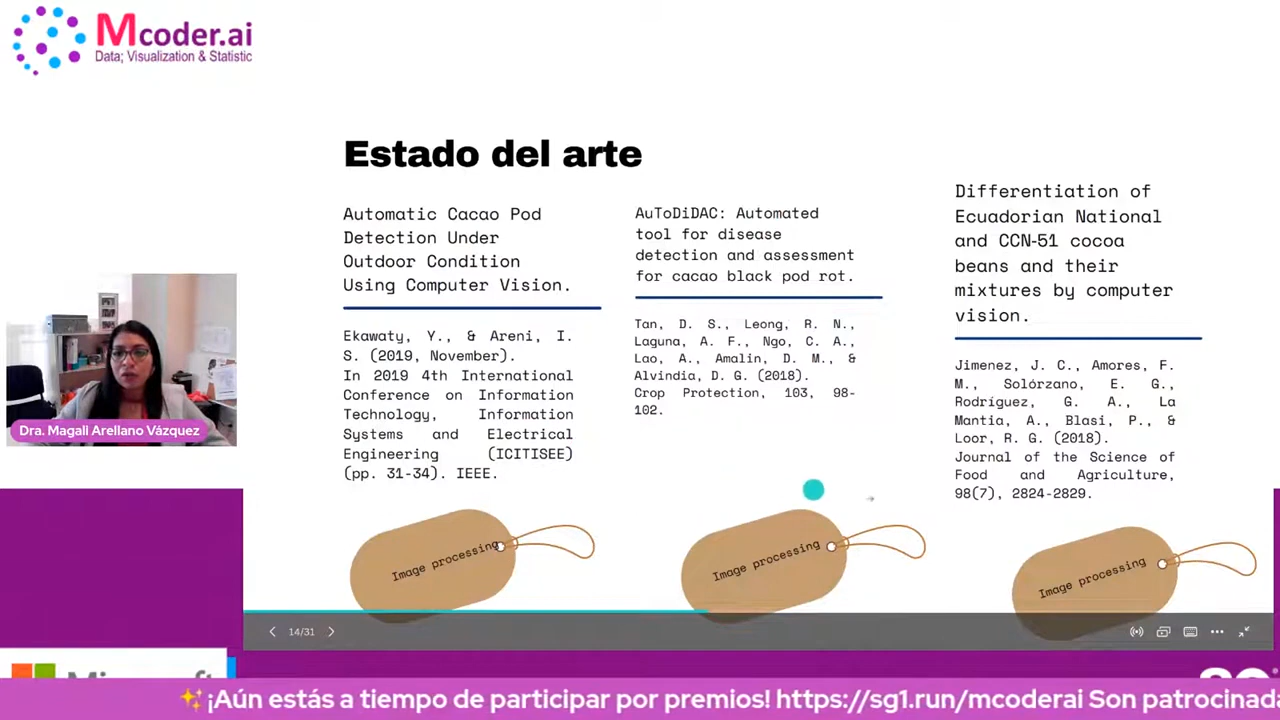 Mcoder.ai
Data; Visualization & Statistic
Estado del arte
Automatic Cacao Pod
Detection Under
Outdoor Condition
Using Computer Vision.
Ekawaty, Y., & Areni, I.
S. (2019, November).
In 2019 4th International
Conference on Information
Technology, Information
Systems and Electrical
Engineering (ICITISEE)
(pp. 31-34). IEEE.
Image processing
AuToDiDAC: Automated
tool for disease
detection and assessment
for cacao black pod rot.
Tan, D. S., Leong, R. N.,
Laguna, A. F., Ngo, C. A.,
Lao, A., Amalin, D. M., &
Alvindia, D. G. (2018).
Crop Protection, 103, 98-
102.
Image processing
Differentiation of
Ecuadorian National
and CCN-51 cocoa
beans and their
mixtures by computer
vision.
Jimenez, J. C., Amores, F.
M., Solórzano, E. G.,
Rodríguez, G. A., La
Mantia, A., Blasi, P., &
Loor, R. G. (2018).
Journal of the Science of
Food and Agriculture,
98(7), 2824-2829.
Image processing
Dra. Magali Arellano Vázquez
14/31
¡Aún estás a tiempo de participar por premios! https://sg1.run/mcoderai Son patrocinada